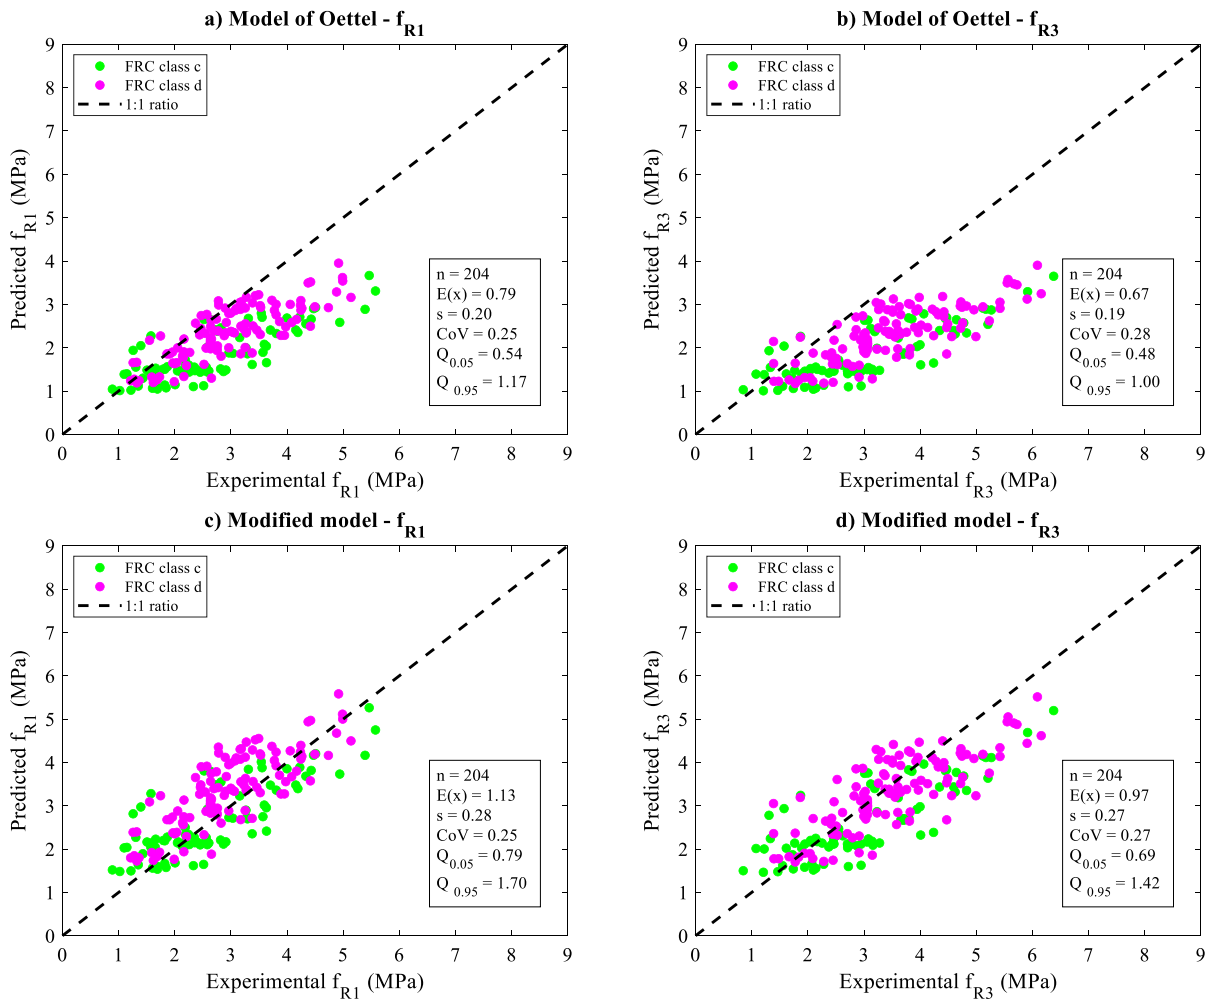 a) Model of Oettel - fR1
9
8
7
6
5
4
3
2
1
0
Predicted fR1 (MPa)
FRC class c
FRC class d
1:1 ratio
n = 204
E(x) = 0.79
s = 0.20
CoV = 0.25
Q0.05 = 0.54
Q 0.95 = 1.17
0 1 2 3 4 5 6 7 8 9
Experimental fR1 (MPa)
b) Model of Oettel - fR3
9
8
7
6
5
4
3
2
1
0
Predicted fR3 (MPa)
FRC class c
FRC class d
1:1 ratio
n = 204
E(x) = 0.67
s = 0.19
CoV = 0.28
Q0.05 = 0.48
Q 0.95 = 1.00
0 1 2 3 4 5 6 7 8 9
Experimental fR3 (MPa)
c) Modified model - fR1
9
8
7
6
5
4
3
2
1
0
Predicted fR1 (MPa)
FRC class c
FRC class d
1:1 ratio
n = 204
E(x) = 1.13
s = 0.28
CoV = 0.25
Q0.05 = 0.79
Q 0.95 = 1.70
0 1 2 3 4 5 6 7 8 9
Experimental fR1 (MPa)
d) Modified model - fR3
9
8
7
6
5
4
3
2
1
0
Predicted fR3 (MPa)
FRC class c
FRC class d
1:1 ratio
n = 204
E(x) = 0.97
s = 0.27
CoV = 0.27
Q0.05 = 0.69
Q 0.95 = 1.42
0 1 2 3 4 5 6 7 8 9
Experimental fR3 (MPa)